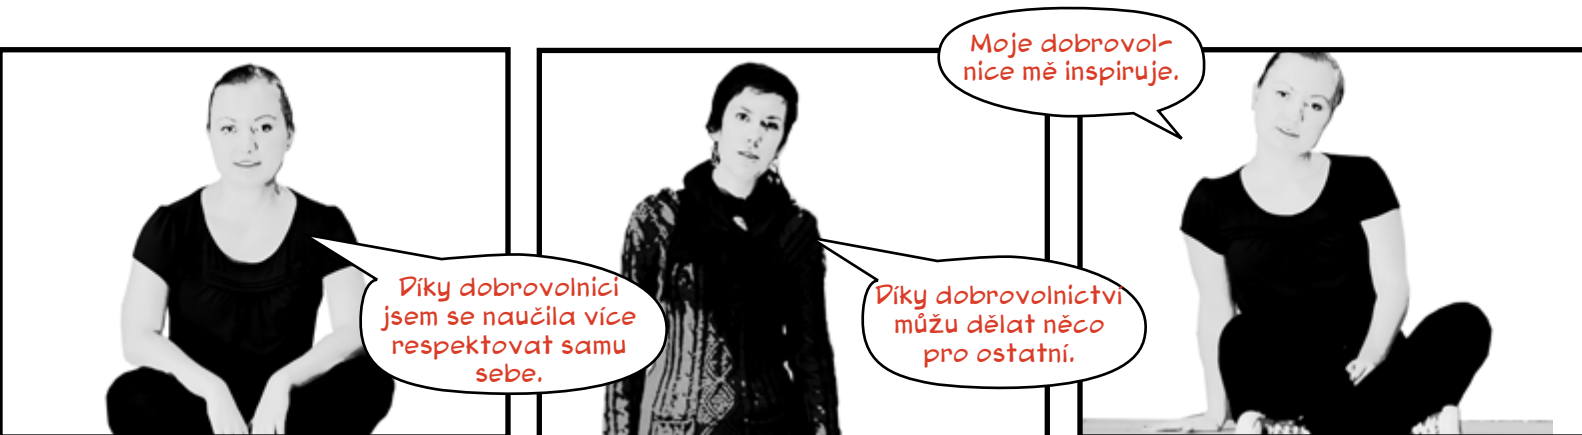 Díky dobrovolnici
jsem se naučila více
respektovat samu
sebe.
Díky dobrovolnictví
můžu dělat něco
pro ostatní.
Moje dobrovol-
nice mě inspiruje.